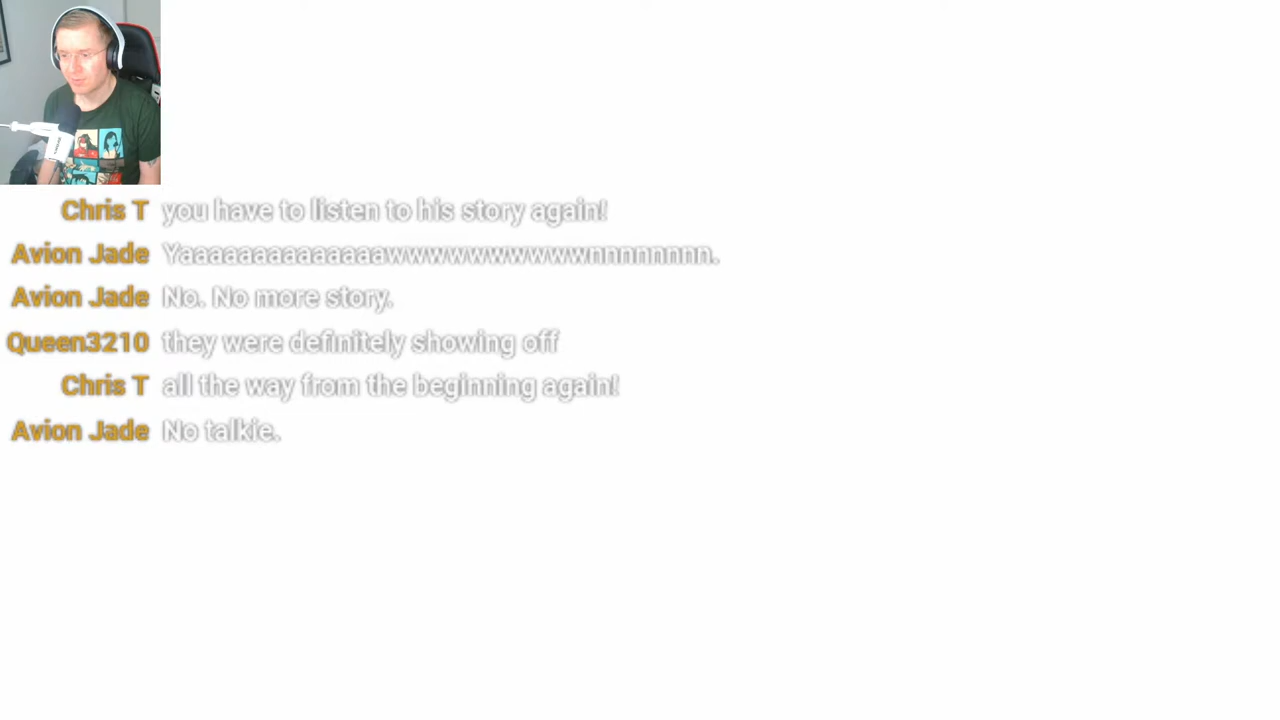 Chris T you have to listen to his story again!
Avion Jade Yaaaaaaaaaaaaaawwwwwwwwwwnnnnnnnn.
Avion Jade No. No more story.
Queen3210 they were definitely showing off
Chris T all the way from the beginning again!
Avion Jade No talkie.